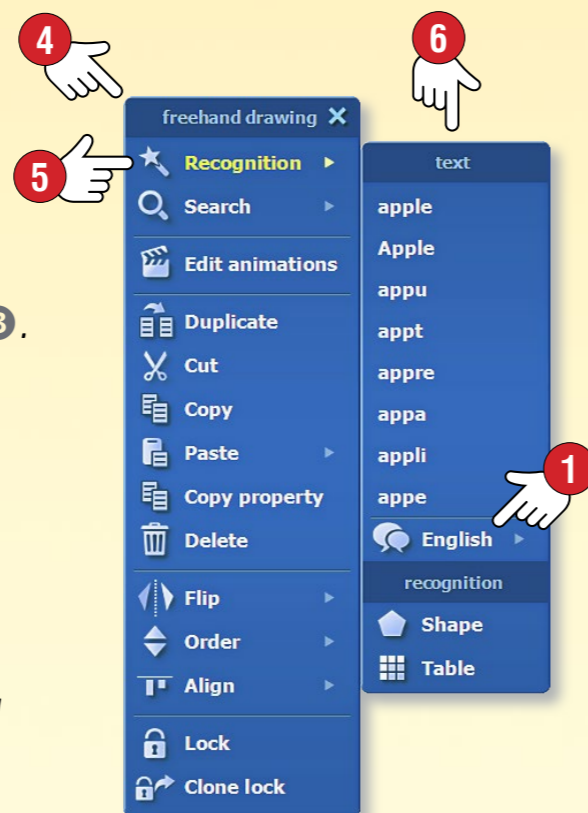 4
freehand drawing
5
Recognition
Search
Edit animations
Duplicate
3.
Cut
Copy
Paste
Copy property
Delete
Flip
Order
Align
Lock
Clone lock
6
text
apple
Apple
appu
appt
appre
appa
appli
appe
1
English
recognition
Shape
Table